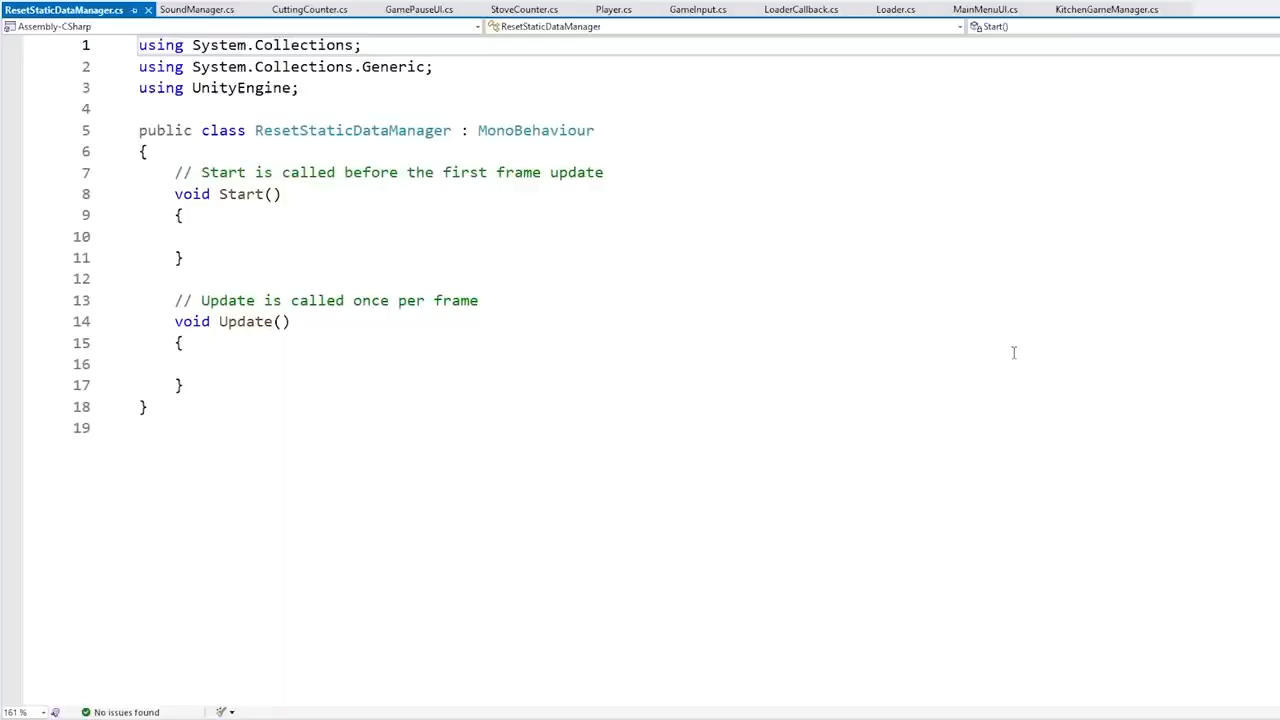 ResetStaticDataManager.cs SoundManager.cs CuttingCounter.cs GamePauseUI.cs StoveCounter.cs Player.cs GameInput.cs LoaderCallback.cs Loader.cs MainMenuUI.cs KitchenGameManager.cs
Assembly-CSharp ResetStaticDataManager Start()
1 using System.Collections;
2 using System.Collections.Generic;
3 using UnityEngine;
4
5 public class ResetStaticDataManager : MonoBehaviour
6 {
7 // Start is called before the first frame update
8 void Start()
9 {
10
11 }
12
13 // Update is called once per frame
14 void Update()
15 {
16
17 }
18 }
19
161 % No issues found